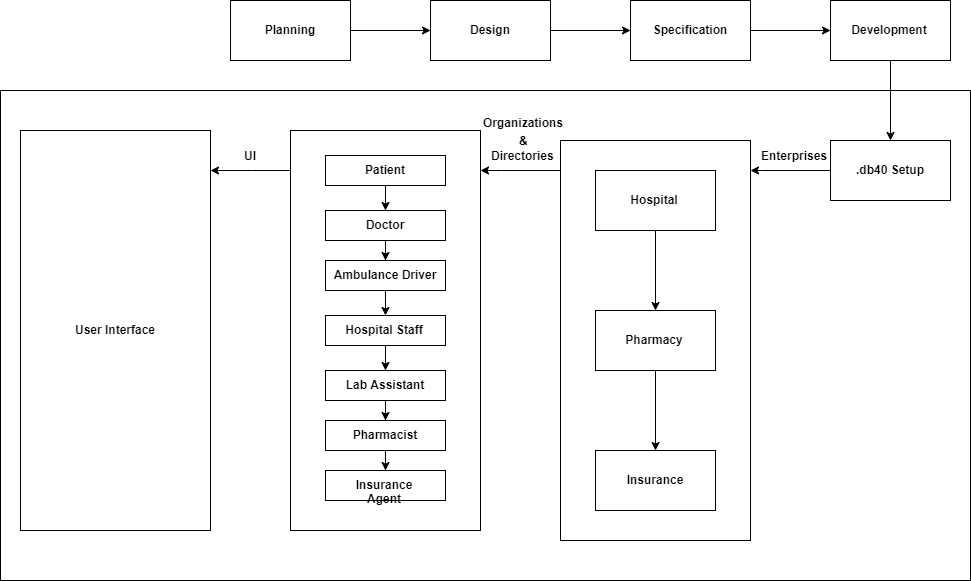 Planning
Design
Specification
Development
Organizations
&
Directories
UI
Enterprises
.db40 Setup
Patient
Doctor
Ambulance Driver
Hospital Staff
Lab Assistant
Pharmacist
Insurance
Agent
Hospital
Pharmacy
Insurance
User Interface